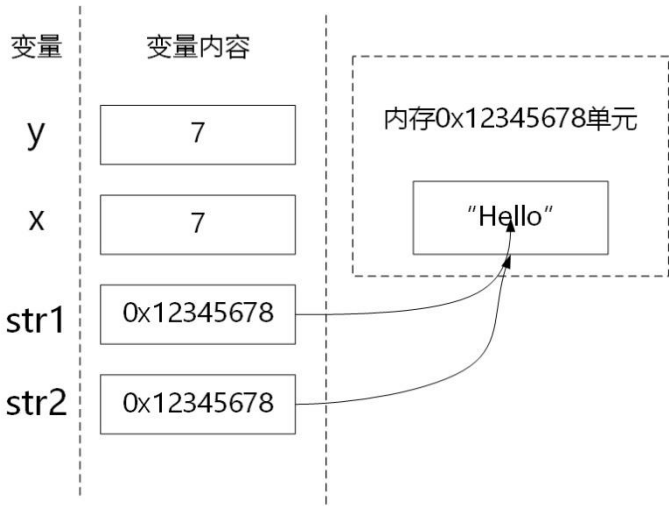 变量 变量内容
内存0x12345678单元
y 7
x 7
"Hello"
str1 0x12345678
str2 0x12345678